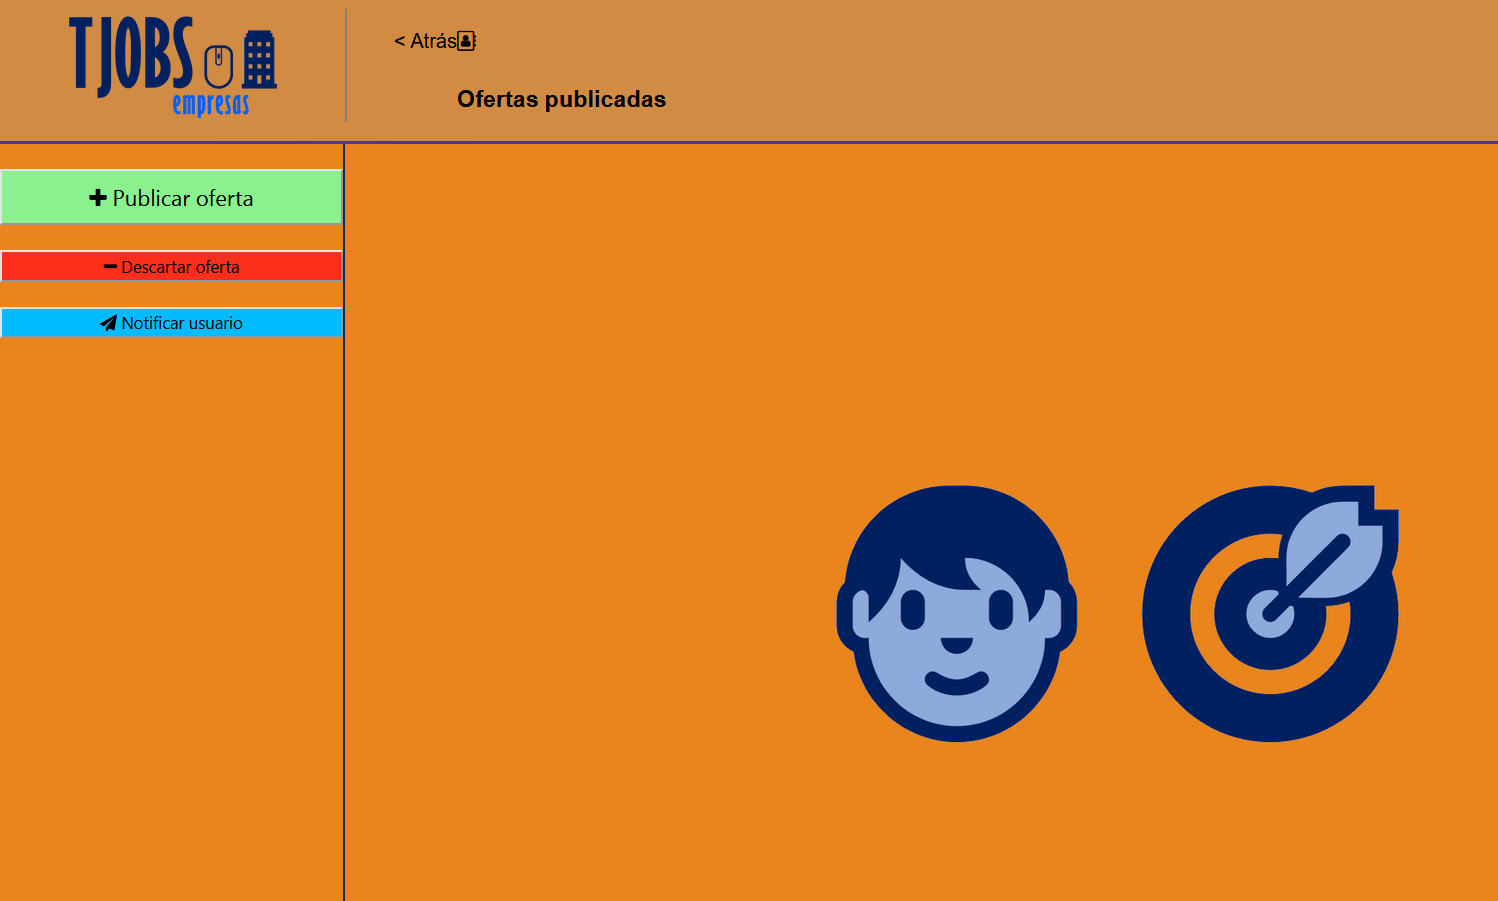 TJOBS
empresas
< Atrás
Ofertas publicadas
Publicar oferta
Descartar oferta
Notificar usuario